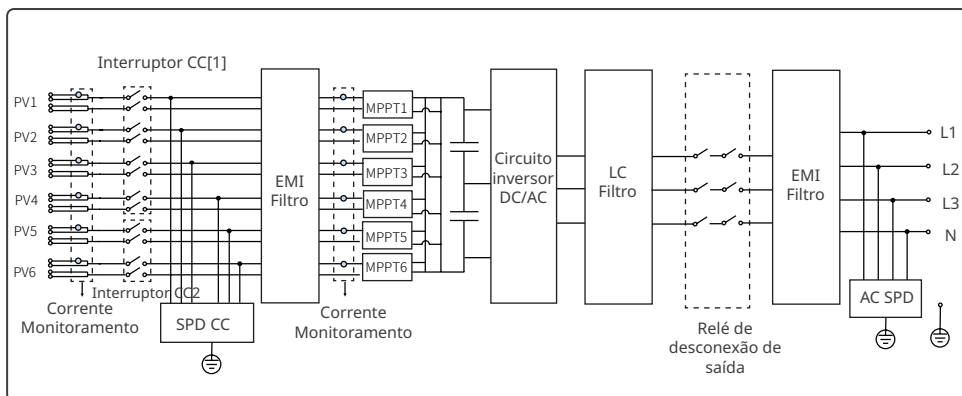 Interruptor CC[1]
PV1
PV2
PV3
PV4
PV5
PV6
Corrente
Monitoramento
Interruptor CC2
SPD CC
EMI
Filtro
Corrente
Monitoramento
MPPT1
MPPT2
MPPT3
MPPT4
MPPT5
MPPT6
Circuito
inversor
DC/AC
LC
Filtro
Relé de
desconexão de
saída
EMI
Filtro
L1
L2
L3
N
AC SPD